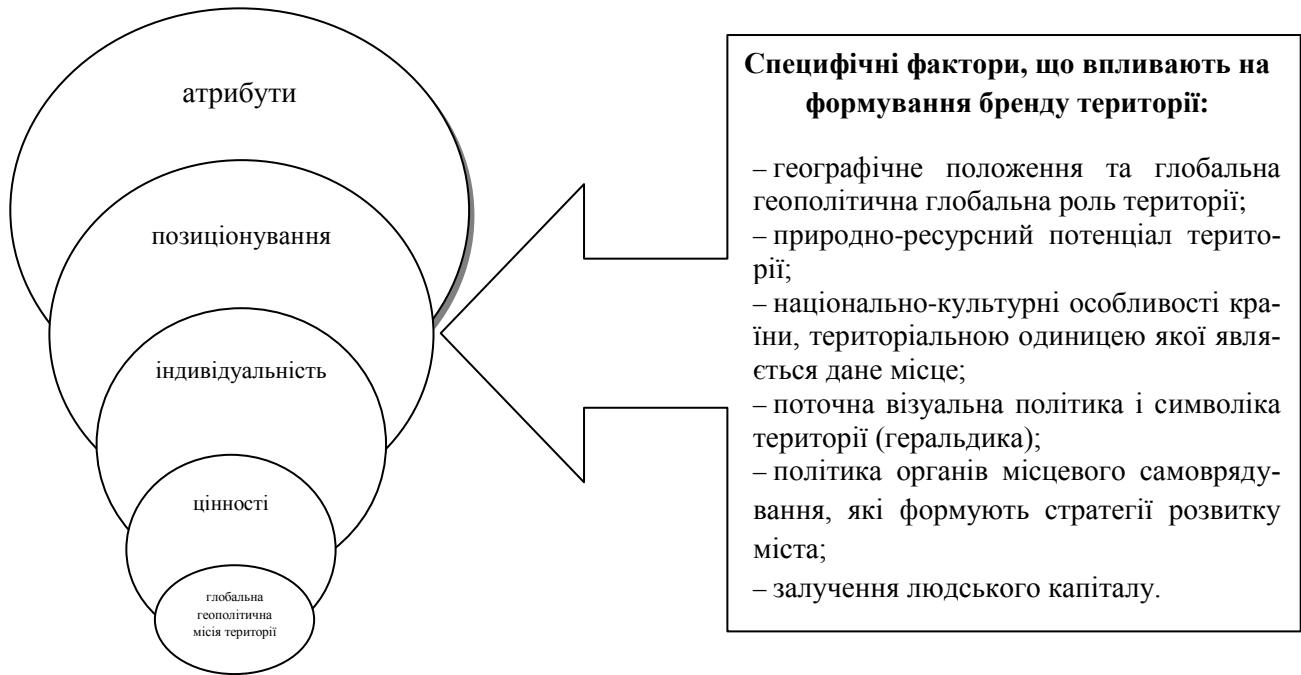 атрибути
позиціонування
індивідуальність
цінності
глобальна
геополітична
місія території
Специфічні фактори, що впливають на
формування бренду території:
– географічне положення та глобальна
геополітична глобальна роль території;
– природно-ресурсний потенціал терито-
рії;
– національно-культурні особливості кра-
їни, територіальною одиницею якої явля-
ється дане місце;
– поточна візуальна політика і символіка
території (геральдика);
– політика органів місцевого самовряду-
вання, які формують стратегії розвитку
міста;
– залучення людського капіталу.